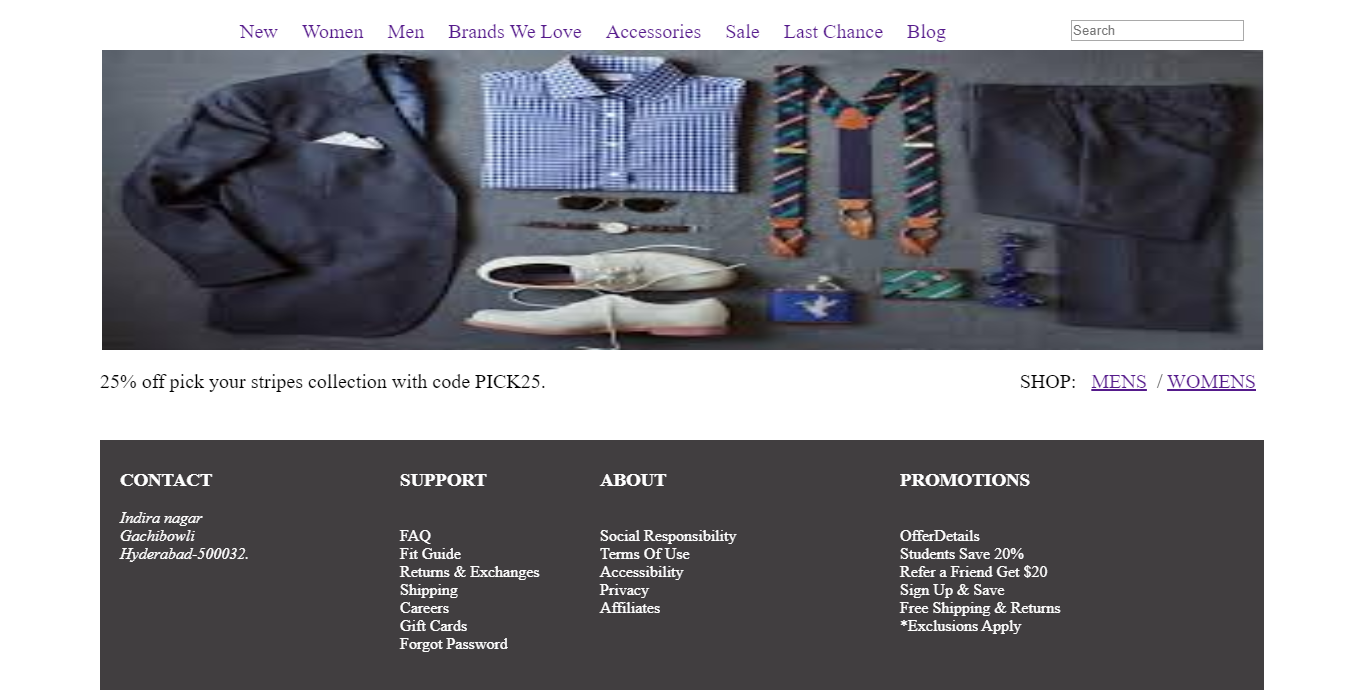 New Women Men Brands We Love Accessories Sale Last Chance Blog Search
25% off pick your stripes collection with code PICK25. SHOP: MENS / WOMENS
CONTACT
Indira nagar
Gachibowli
Hyderabad-500032.
SUPPORT
FAQ
Fit Guide
Returns & Exchanges
Shipping
Careers
Gift Cards
Forgot Password
ABOUT
Social Responsibility
Terms Of Use
Accessibility
Privacy
Affiliates
PROMOTIONS
OfferDetails
Students Save 20%
Refer a Friend Get $20
Sign Up & Save
Free Shipping & Returns
*Exclusions Apply